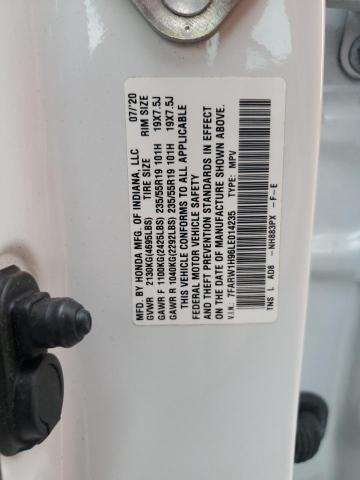 MFD. BY HONDA MFG. OF INDIANA, LLC 07/'20
GVWR 2130KG(4695LBS) TIRE SIZE RIM SIZE
GAWR F 1100KG(2425LBS) 235/55R19 101H 19X7.5J
GAWR R 1040KG(2292LBS) 235/55R19 101H 19X7.5J
THIS VEHICLE CONFORMS TO ALL APPLICABLE
FEDERAL MOTOR VEHICLE SAFETY
AND THEFT PREVENTION STANDARDS IN EFFECT
ON THE DATE OF MANUFACTURE SHOWN ABOVE.
V.I.N: 7FARW1H96LE014235 TYPE: MPV
TNS L AD8 -NH883PX -F-E